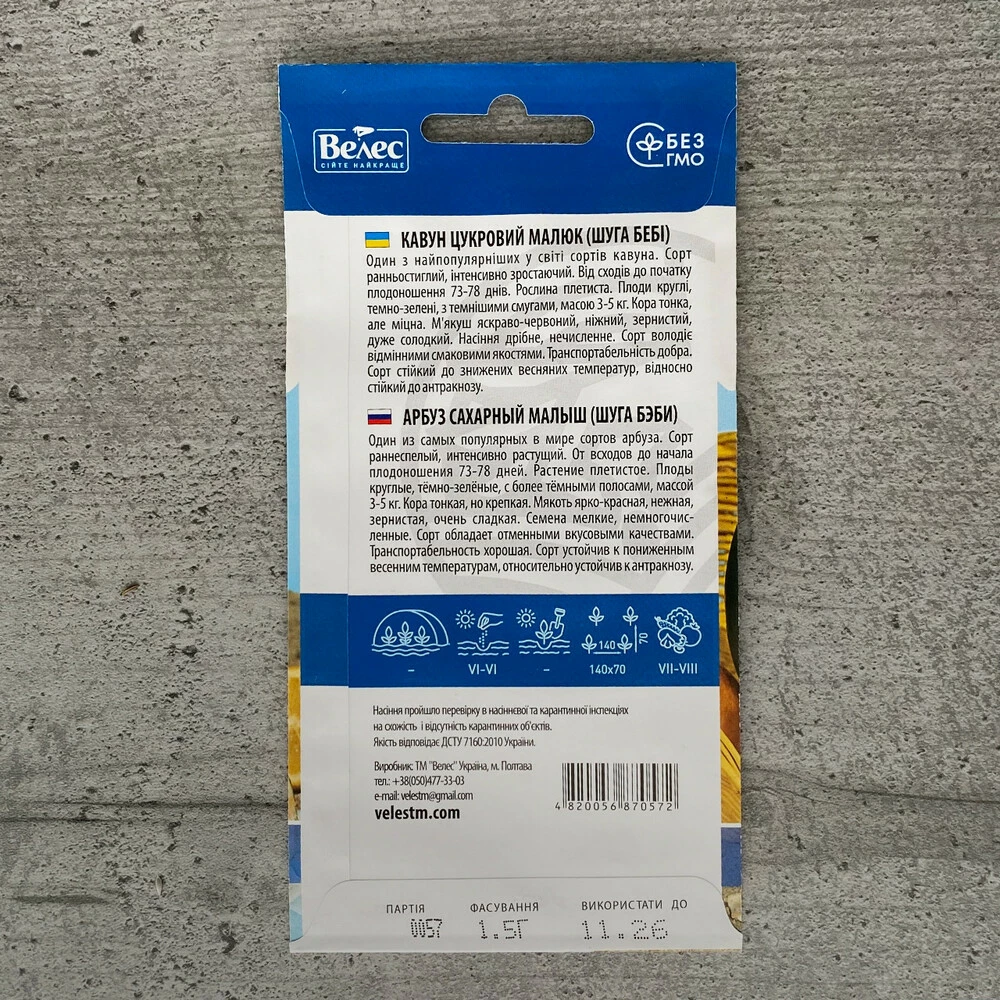 Велес
СІЙТЕ НАЙКРАЩЕ
БЕЗ
ГМО
КАВУН ЦУКРОВИЙ МАЛЮК (ШУГА БЕБІ)
Один з найпопулярніших у світі сортів кавуна. Сорт
ранньостиглий, інтенсивно зростаючий. Від сходів до початку
плодоношення 73-78 днів. Рослина плетиста. Плоди круглі,
темно-зелені, з темнішими смугами, масою 3-5 кг. Кора тонка,
але міцна. М'якуш яскраво-червоний, ніжний, зернистий,
дуже солодкий. Насіння дрібне, нечисленне. Сорт володіє
відмінними смаковими якостями. Транспортабельність добра.
Сорт стійкий до знижених весняних температур, відносно
стійкий до антракнозу.
АРБУЗ САХАРНЫЙ МАЛЫШ (ШУГА БЭБИ)
Один из самых популярных в мире сортов арбуза. Сорт
раннеспелый, интенсивно растущий. От всходов до начала
плодоношения 73-78 дней. Растение плетистое. Плоды
круглые, тёмно-зелёные, с более тёмными полосами, массой
3-5 кг. Кора тонкая, но крепкая. Мякоть ярко-красная, нежная,
зернистая, очень сладкая. Семена мелкие, немногочис-
ленные. Сорт обладает отменными вкусовыми качествами.
Транспортабельность хорошая. Сорт устойчив к пониженным
весенним температурам, относительно устойчив к антракнозу.
140 70
– VI-VI – 140х70 VII-VIII
Насіння пройшло перевірку в насіннєвої та карантинної інспекціях
на схожість і відсутність карантинних об'єктів.
Якість відповідає ДСТУ 7160:2010 України.
Виробник: ТМ "Велес" Україна, м. Полтава
тел.: +38(050)477-33-03
e-mail: velestm@gmail.com
velestm.com
4 820056 870572
ПАРТІЯ ФАСУВАННЯ ВИКОРИСТАТИ ДО
0057 1.5Г 11.26